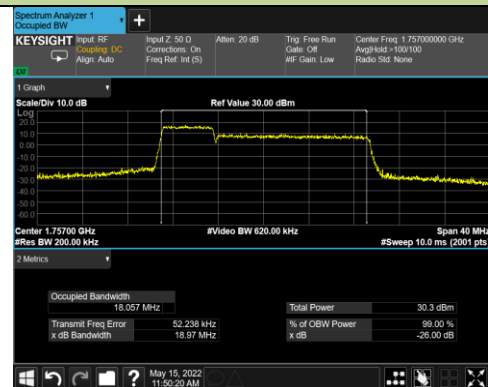 Spectrum Analyzer 1
Occupied BW
KEYSIGHT
Input: RF
Coupling: DC
Align: Auto
Input Z: 50 Ω
Corrections: On
Freq Ref: Int (S)
Atten: 20 dB
Trig: Free Run
Gate: Off
#IF Gain: Low
Center Freq: 1.757000000 GHz
Avg|Hold:>100/100
Radio Std: None
1 Graph
Scale/Div 10.0 dB
Ref Value 30.00 dBm
Log
20.0
10.0
0.00
-10.0
-20.0
-30.0
-40.0
-50.0
-60.0
Center 1.75700 GHz
#Video BW 620.00 kHz
Span 40 MHz
#Res BW 200.00 kHz
#Sweep 10.0 ms (2001 pts)
2 Metrics
Occupied Bandwidth
18.057 MHz
Total Power 30.3 dBm
Transmit Freq Error 52.238 kHz
% of OBW Power 99.00 %
x dB Bandwidth 18.97 MHz
x dB -26.00 dB
?
May 15, 2022
11:50:20 AM